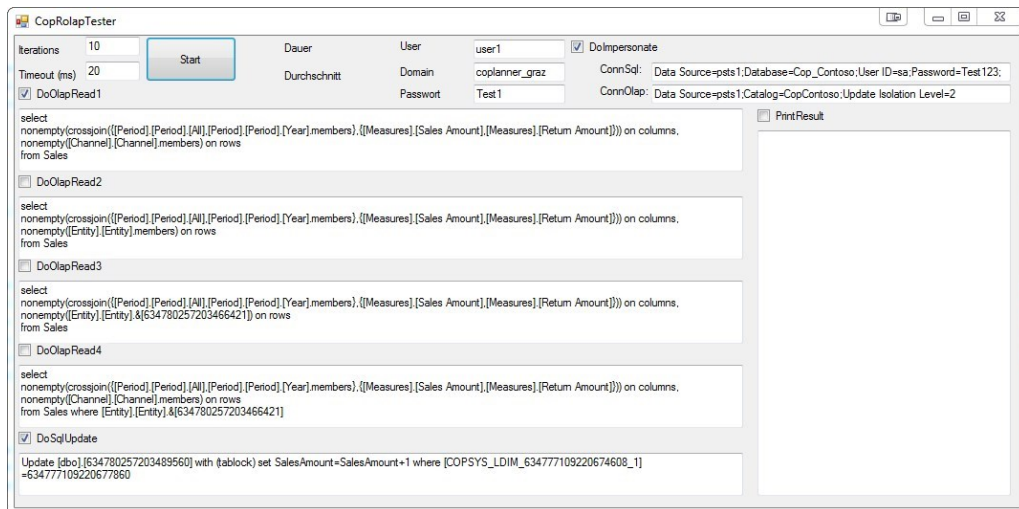 CopRolapTester
Iterations 10 Start Dauer User user1 DoImpersonate
Timeout (ms) 20 Durchschnitt Domain coplanner_graz ConnSql: Data Source=psts1;Database=Cop_Contoso;User ID=sa;Password=Test123;
DoOlapRead1 Passwort Test1 ConnOlap: Data Source=psts1;Catalog=CopContoso;Update Isolation Level=2
select
nonempty(crossjoin({[Period].[Period].[All],[Period].[Period].[Year].members},{[Measures].[Sales Amount],[Measures].[Return Amount]})) on columns,
nonempty([Channel].[Channel].members) on rows
from Sales
PrintResult
DoOlapRead2
select
nonempty(crossjoin({[Period].[Period].[All],[Period].[Period].[Year].members},{[Measures].[Sales Amount],[Measures].[Return Amount]})) on columns,
nonempty([Entity].[Entity].members) on rows
from Sales
DoOlapRead3
select
nonempty(crossjoin({[Period].[Period].[All],[Period].[Period].[Year].members},{[Measures].[Sales Amount],[Measures].[Return Amount]})) on columns,
nonempty([Entity].[Entity].&[634780257203466421]) on rows
from Sales
DoOlapRead4
select
nonempty(crossjoin({[Period].[Period].[All],[Period].[Period].[Year].members},{[Measures].[Sales Amount],[Measures].[Return Amount]})) on columns,
nonempty([Channel].[Channel].members) on rows
from Sales where [Entity].[Entity].&[634780257203466421]
DoSqlUpdate
Update [dbo].[634780257203489560] with (tablock) set SalesAmount=SalesAmount+1 where [COPSYS_LDIM_634777109220674608_1]
=634777109220677860